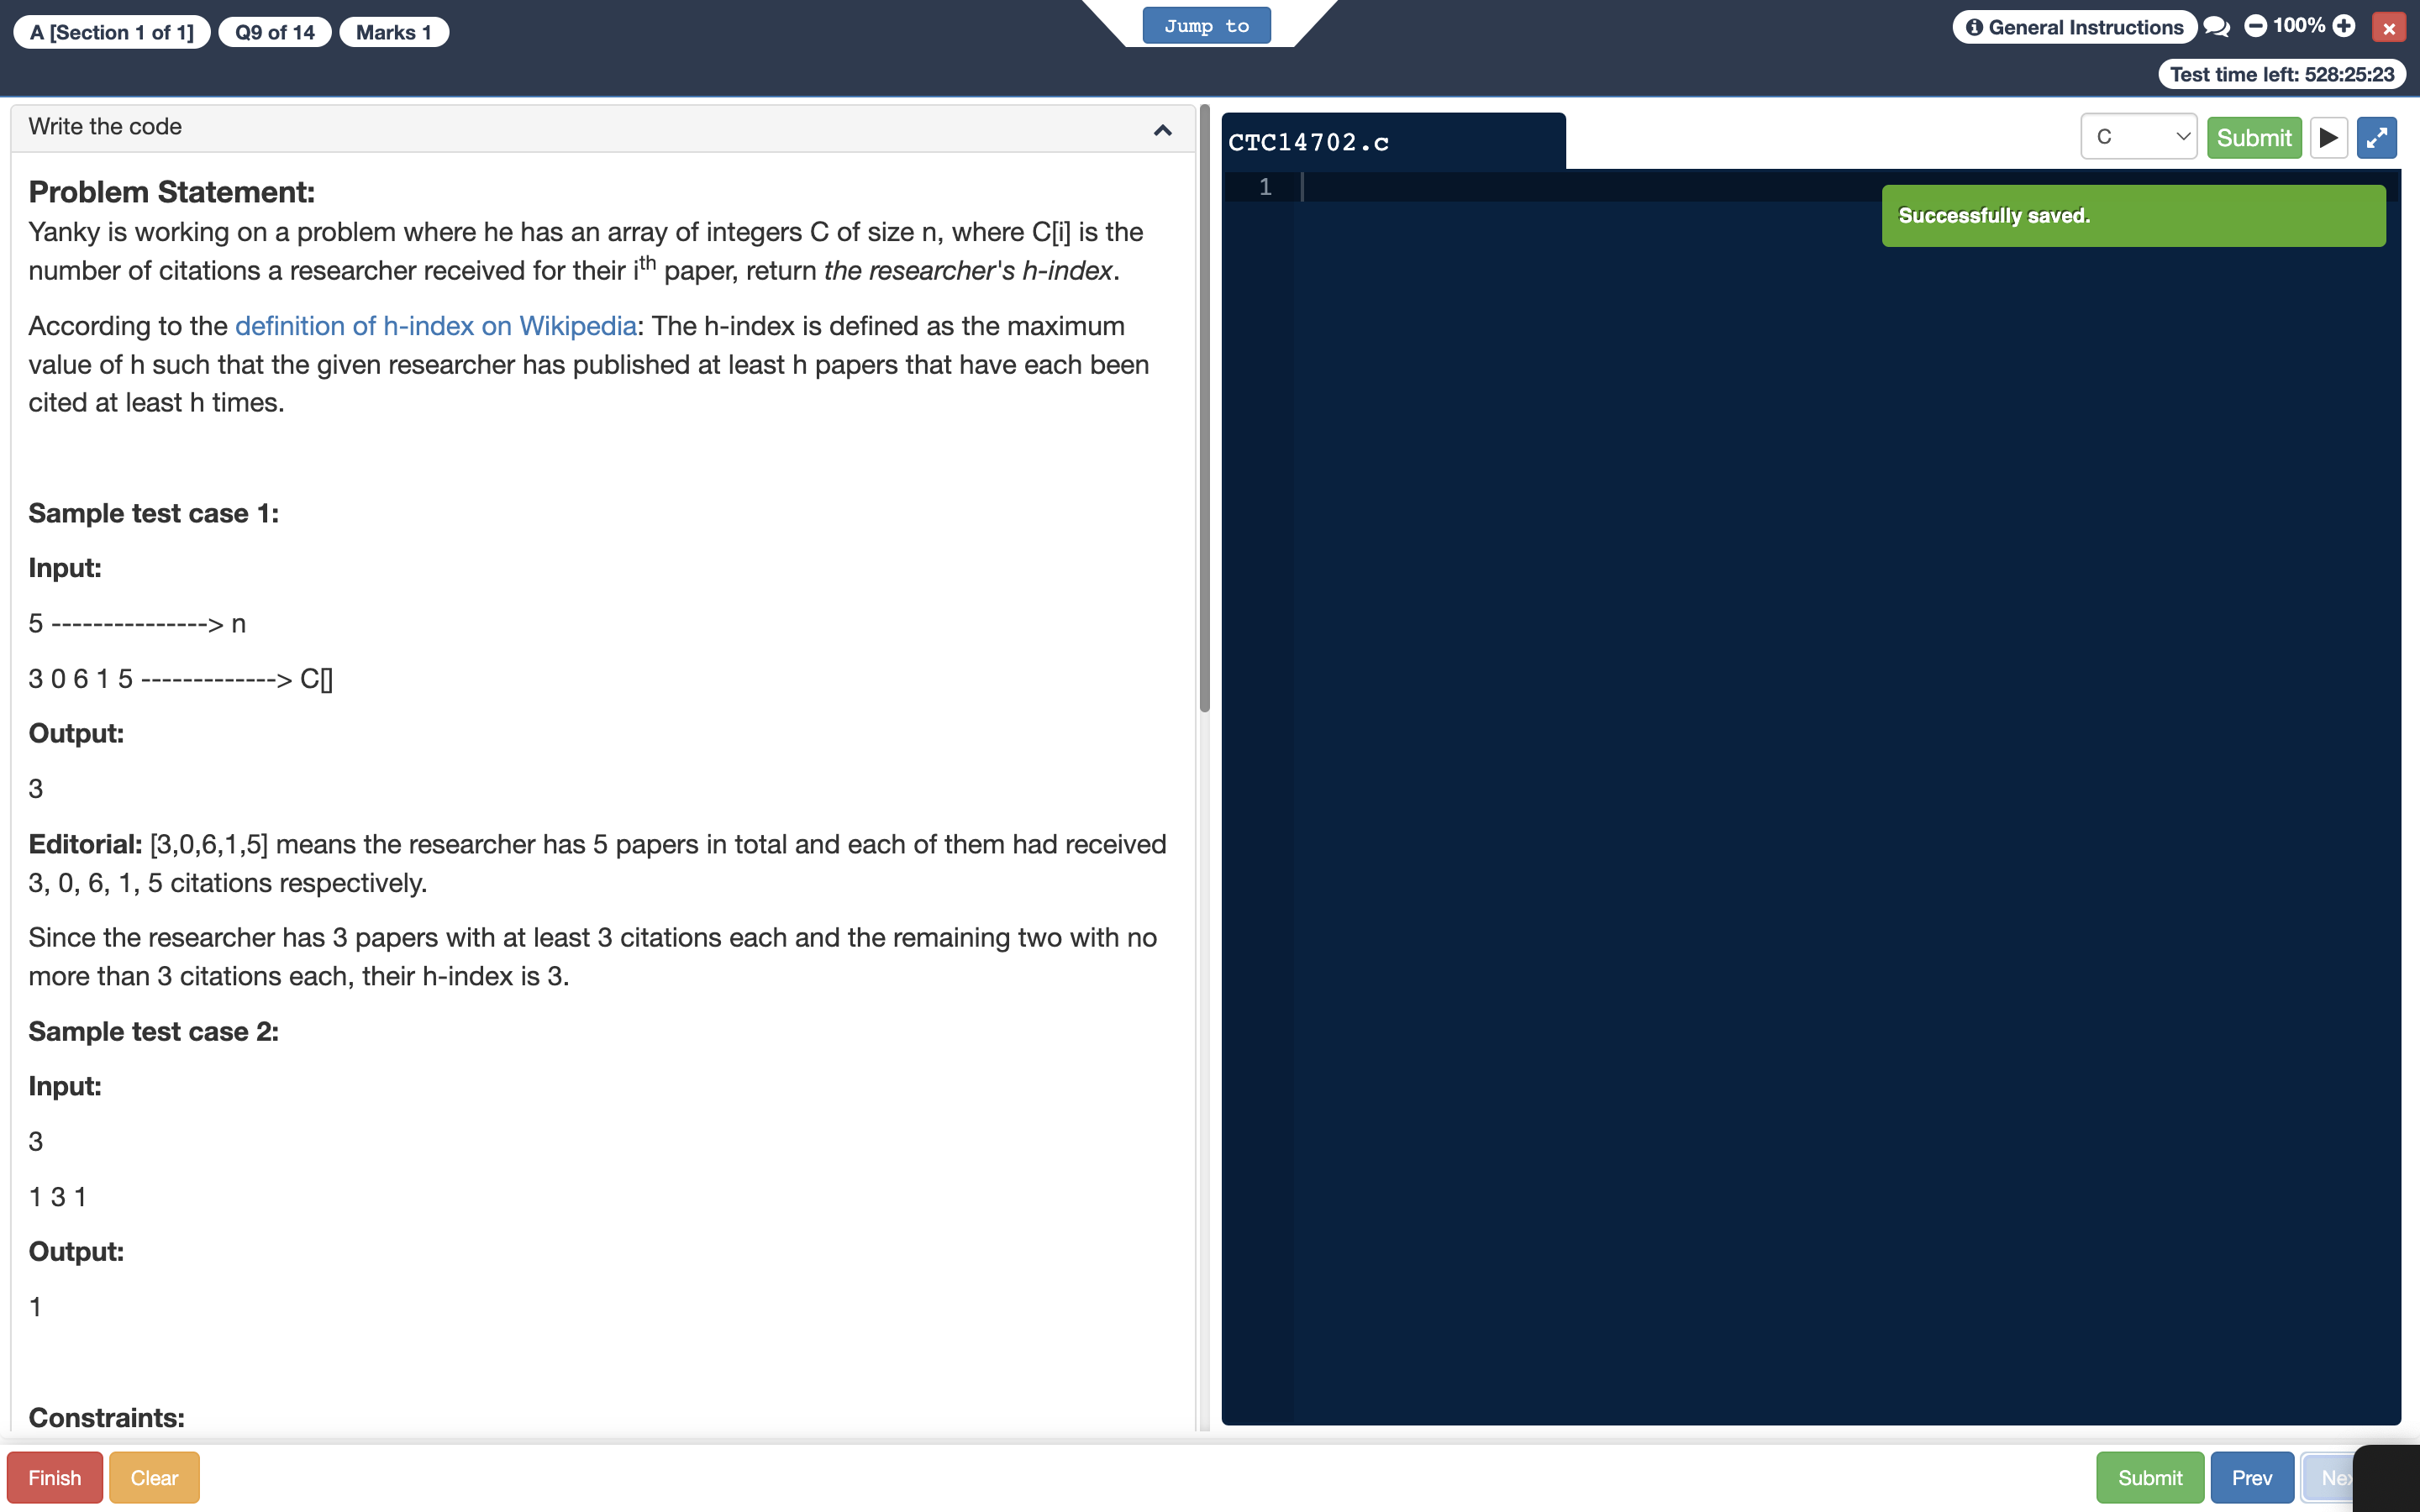 A [Section 1 of 1] Q9 of 14 Marks 1
Jump to
General Instructions 100%
Test time left: 528:25:23
Write the code
Problem Statement:
Yanky is working on a problem where he has an array of integers C of size n, where C[i] is the
number of citations a researcher received for their ith paper, return the researcher's h-index.
According to the definition of h-index on Wikipedia: The h-index is defined as the maximum
value of h such that the given researcher has published at least h papers that have each been
cited at least h times.
Sample test case 1:
Input:
5 ---------------> n
3 0 6 1 5 -------------> C[]
Output:
3
Editorial: [3,0,6,1,5] means the researcher has 5 papers in total and each of them had received
3, 0, 6, 1, 5 citations respectively.
Since the researcher has 3 papers with at least 3 citations each and the remaining two with no
more than 3 citations each, their h-index is 3.
Sample test case 2:
Input:
3
1 3 1
Output:
1
Constraints:
CTC14702.c
C Submit
1
Successfully saved.
Finish Clear
Submit Prev